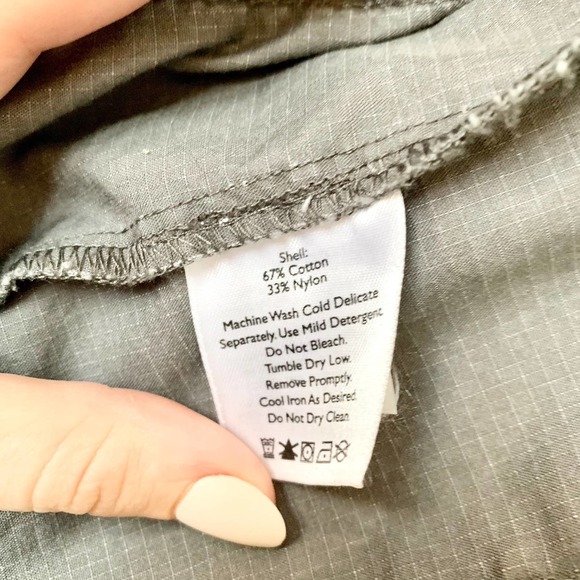 Shell:
67% Cotton
33% Nylon
Machine Wash Cold Delicate
Separately. Use Mild Detergent
Do Not Bleach.
Tumble Dry Low.
Remove Promptly.
Cool Iron As Desired.
Do Not Dry Clean